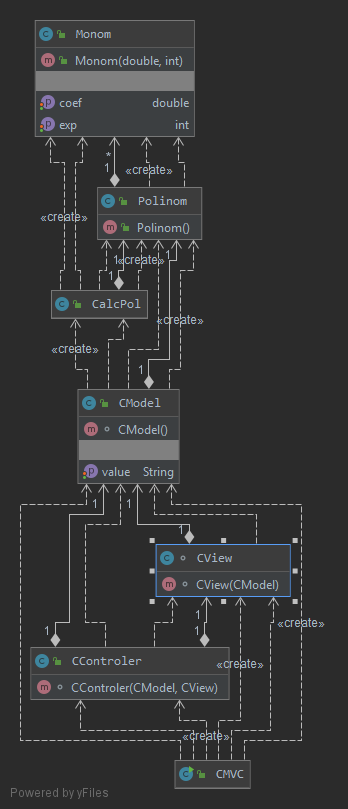 Monom
Monom(double, int)
coef double
exp int
*
1
«create»
Polinom
Polinom()
«create»
1 «create» 1
CalcPol
1
«create»
«create»
1
CModel
CModel()
value String
1 1
1
CView
CView(CModel)
1 1
«create»
CControler
CControler(CModel, CView)
«create»
CMVC
Powered by yFiles